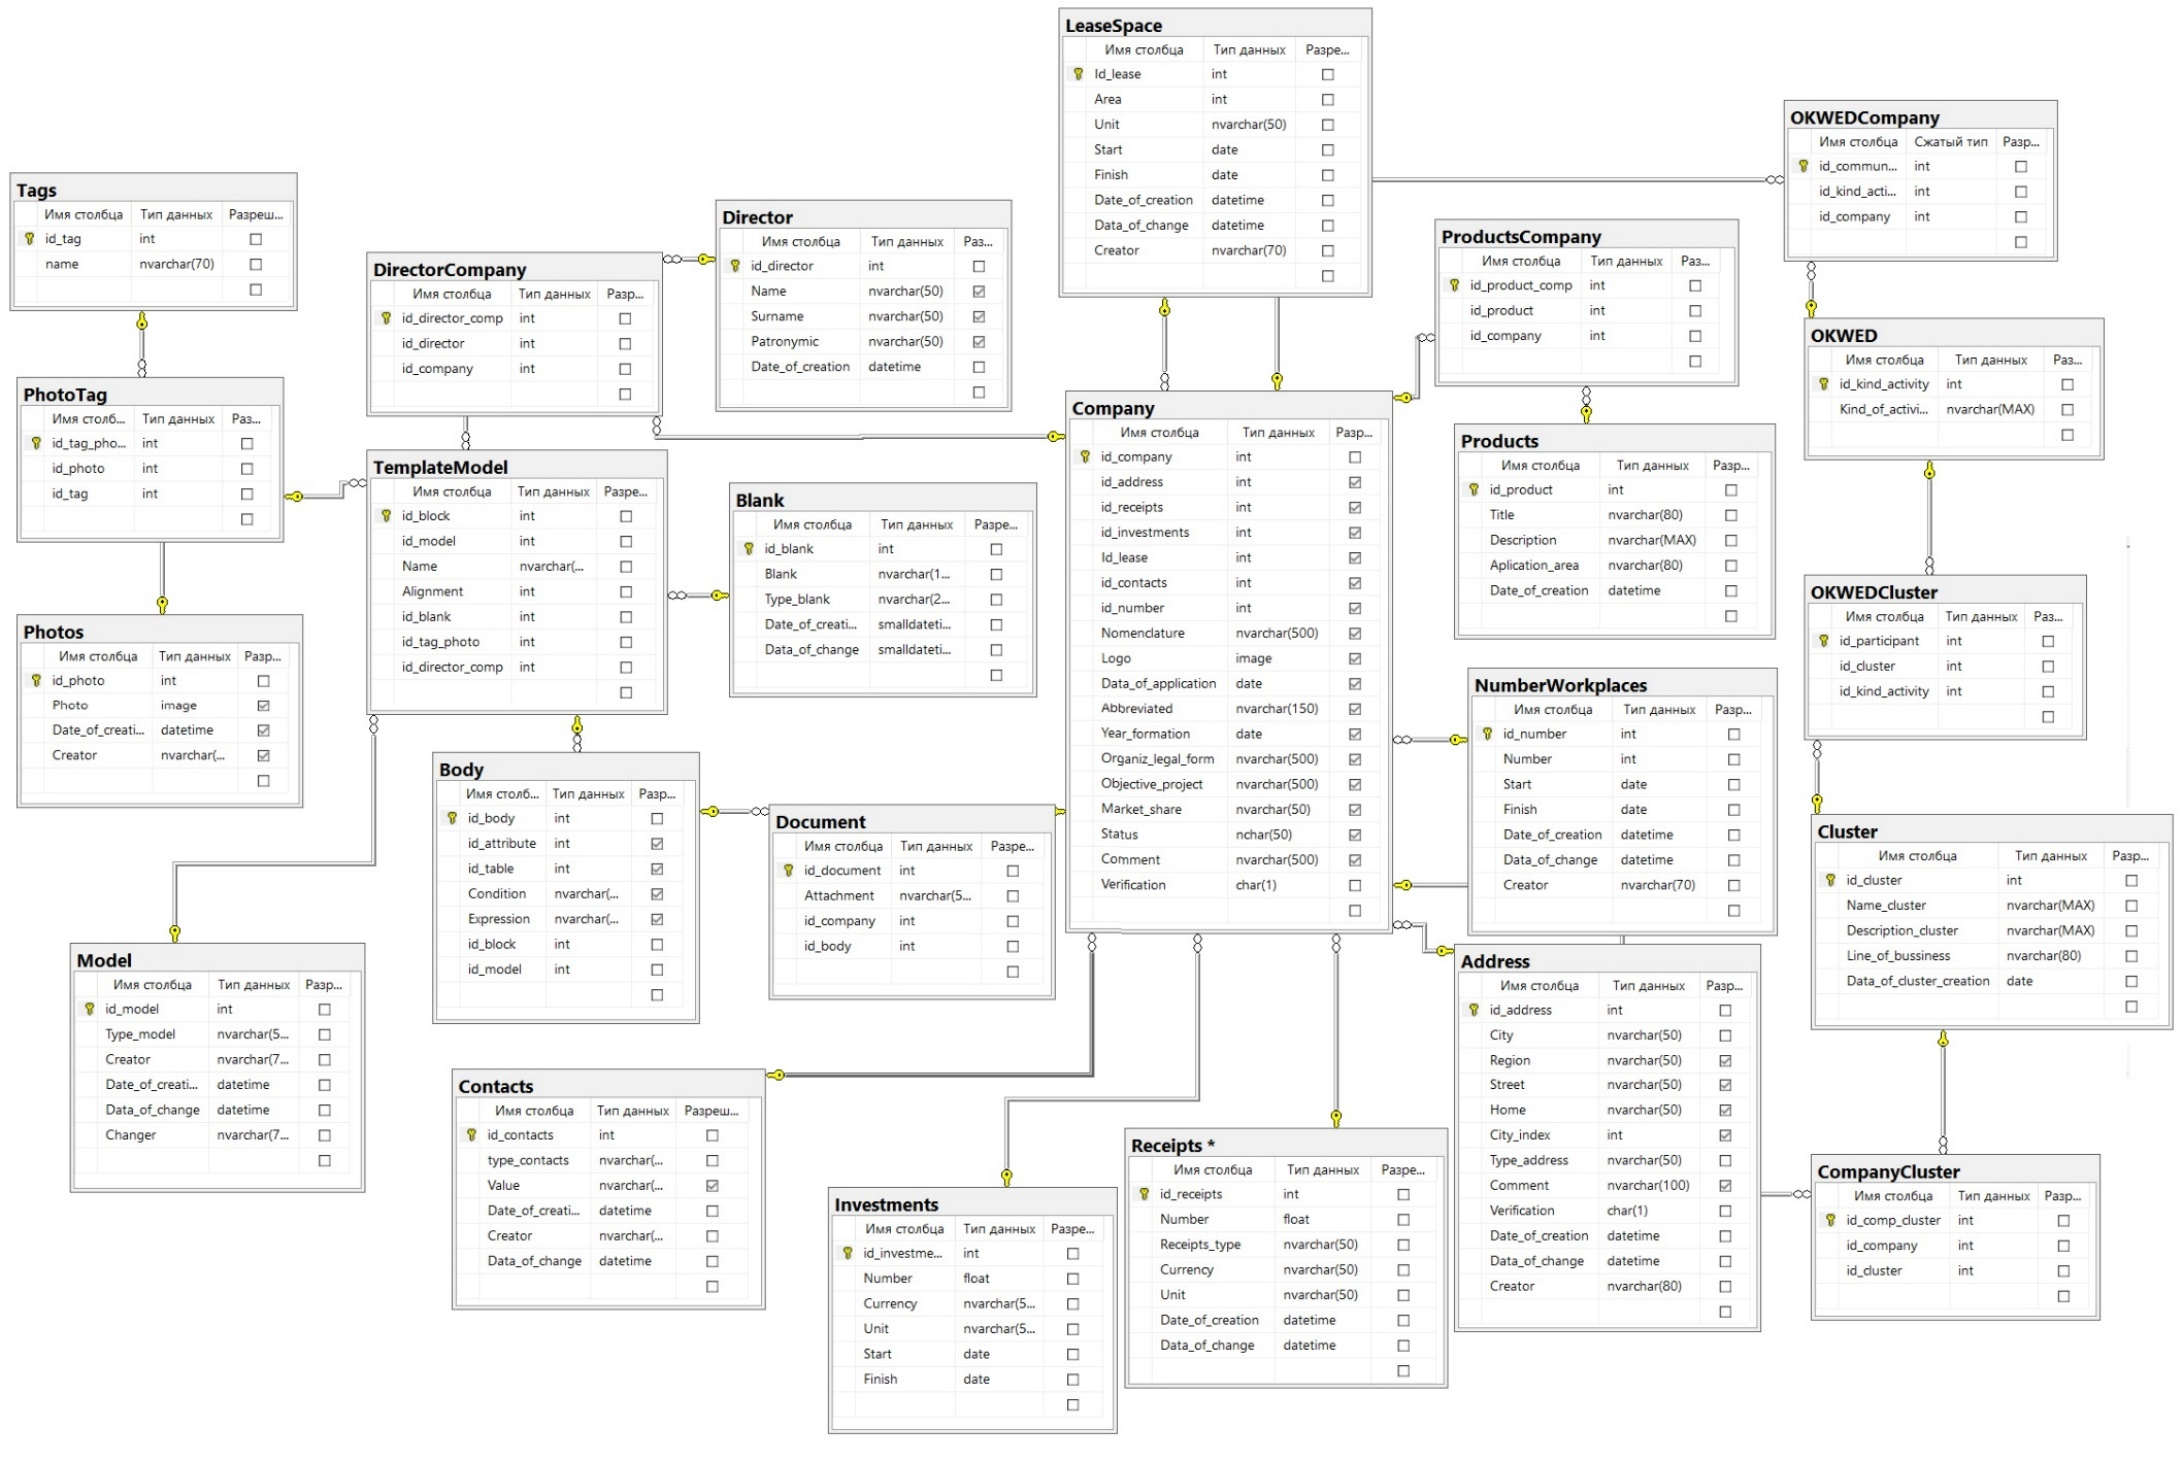 LeaseSpace
Имя столбца Тип данных Разре...
Id_lease int
Area int
Unit nvarchar(50)
Start date
Finish date
Date_of_creation datetime
Data_of_change datetime
Creator nvarchar(70)
OKWEDCompany
Имя столбца Сжатый тип Разр...
id_commun... int
id_kind_acti... int
id_company int
Tags
Имя столбца Тип данных Разреш...
id_tag int
name nvarchar(70)
Director
Имя столбца Тип данных Раз...
id_director int
Name nvarchar(50)
Surname nvarchar(50)
Patronymic nvarchar(50)
Date_of_creation datetime
DirectorCompany
Имя столбца Тип данных Разр...
id_director_comp int
id_director int
id_company int
ProductsCompany
Имя столбца Тип данных Раз...
id_product_comp int
id_product int
id_company int
OKWED
Имя столбца Тип данных Раз...
id_kind_activity int
Kind_of_activi... nvarchar(MAX)
PhotoTag
Имя столб... Тип данных Раз...
id_tag_pho... int
id_photo int
id_tag int
TemplateModel
Имя столбца Тип данных Разре...
id_block int
id_model int
Name nvarchar(...
Alignment int
id_blank int
id_tag_photo int
id_director_comp int
Blank
Имя столбца Тип данных Разре...
id_blank int
Blank nvarchar(1...
Type_blank nvarchar(2...
Date_of_creati... smalldateti...
Data_of_change smalldateti...
Company
Имя столбца Тип данных Разр...
id_company int
id_address int
id_receipts int
id_investments int
Id_lease int
id_contacts int
id_number int
Nomenclature nvarchar(500)
Logo image
Data_of_application date
Abbreviated nvarchar(150)
Year_formation date
Organiz_legal_form nvarchar(500)
Objective_project nvarchar(500)
Market_share nvarchar(50)
Status nchar(50)
Comment nvarchar(500)
Verification char(1)
Products
Имя столбца Тип данных Разр...
id_product int
Title nvarchar(80)
Description nvarchar(MAX)
Aplication_area nvarchar(80)
Date_of_creation datetime
OKWEDCluster
Имя столбца Тип данных Раз...
id_participant int
id_cluster int
id_kind_activity int
Photos
Имя столбца Тип данных Разр...
id_photo int
Photo image
Date_of_creati... datetime
Creator nvarchar(...
NumberWorkplaces
Имя столбца Тип данных Разр...
id_number int
Number int
Start date
Finish date
Date_of_creation datetime
Data_of_change datetime
Creator nvarchar(70)
Body
Имя столб... Тип данных Разр...
id_body int
id_attribute int
id_table int
Condition nvarchar(...
Expression nvarchar(...
id_block int
id_model int
Document
Имя столбца Тип данных Разре...
id_document int
Attachment nvarchar(5...
id_company int
id_body int
Cluster
Имя столбца Тип данных Разр...
id_cluster int
Name_cluster nvarchar(MAX)
Description_cluster nvarchar(MAX)
Line_of_bussiness nvarchar(80)
Data_of_cluster_creation date
Model
Имя столбца Тип данных Разр...
id_model int
Type_model nvarchar(5...
Creator nvarchar(7...
Date_of_creati... datetime
Data_of_change datetime
Changer nvarchar(7...
Address
Имя столбца Тип данных Разр...
id_address int
City nvarchar(50)
Region nvarchar(50)
Street nvarchar(50)
Home nvarchar(50)
City_index int
Type_address nvarchar(50)
Comment nvarchar(100)
Verification char(1)
Date_of_creation datetime
Data_of_change datetime
Creator nvarchar(80)
Contacts
Имя столбца Тип данных Разреш...
id_contacts int
type_contacts nvarchar(...
Value nvarchar(...
Date_of_creati... datetime
Creator nvarchar(...
Data_of_change datetime
Receipts *
Имя столбца Тип данных Разре...
id_receipts int
Number float
Receipts_type nvarchar(50)
Currency nvarchar(50)
Unit nvarchar(50)
Date_of_creation datetime
Data_of_change datetime
CompanyCluster
Имя столбца Тип данных Разр...
id_comp_cluster int
id_company int
id_cluster int
Investments
Имя столбца Тип данных Разре...
id_investme... int
Number float
Currency nvarchar(5...
Unit nvarchar(5...
Start date
Finish date